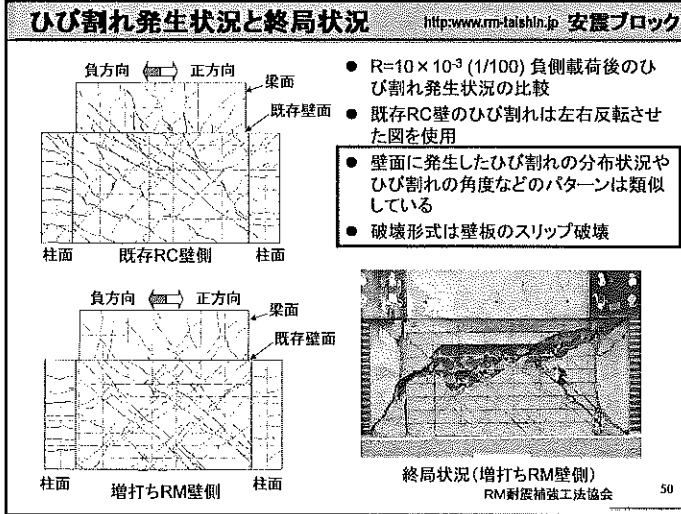 ひび割れ発生状況と終局状況
http:www.rm-taishin.jp 安震ブロック
負方向 正方向
梁面
既存壁面
柱面 既存RC壁側 柱面
負方向 正方向
梁面
既存壁面
柱面 増打ちRM壁側 柱面
● R=10×10⁻³ (1/100) 負側載荷後のひ
び割れ発生状況の比較
● 既存RC壁のひび割れは左右反転させ
た図を使用
● 壁面に発生したひび割れの分布状況や
ひび割れの角度などのパターンは類似
している
● 破壊形式は壁板のスリップ破壊
終局状況(増打ちRM壁側)
RM耐震補強工法協会
50